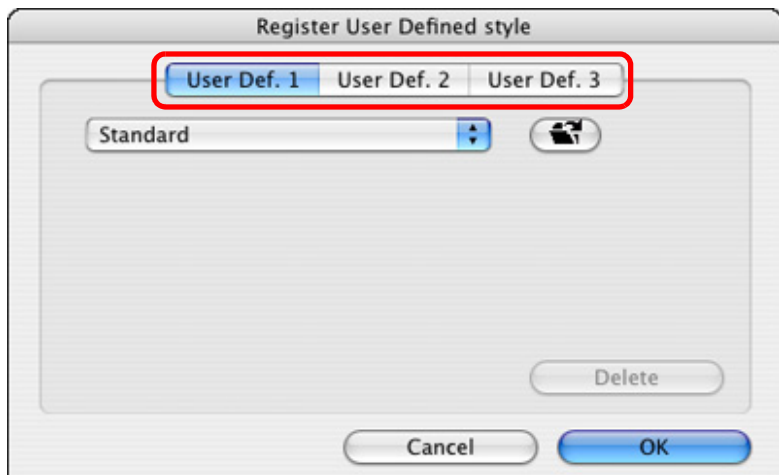 Register User Defined style
User Def. 1 User Def. 2 User Def. 3
Standard
Delete
Cancel OK